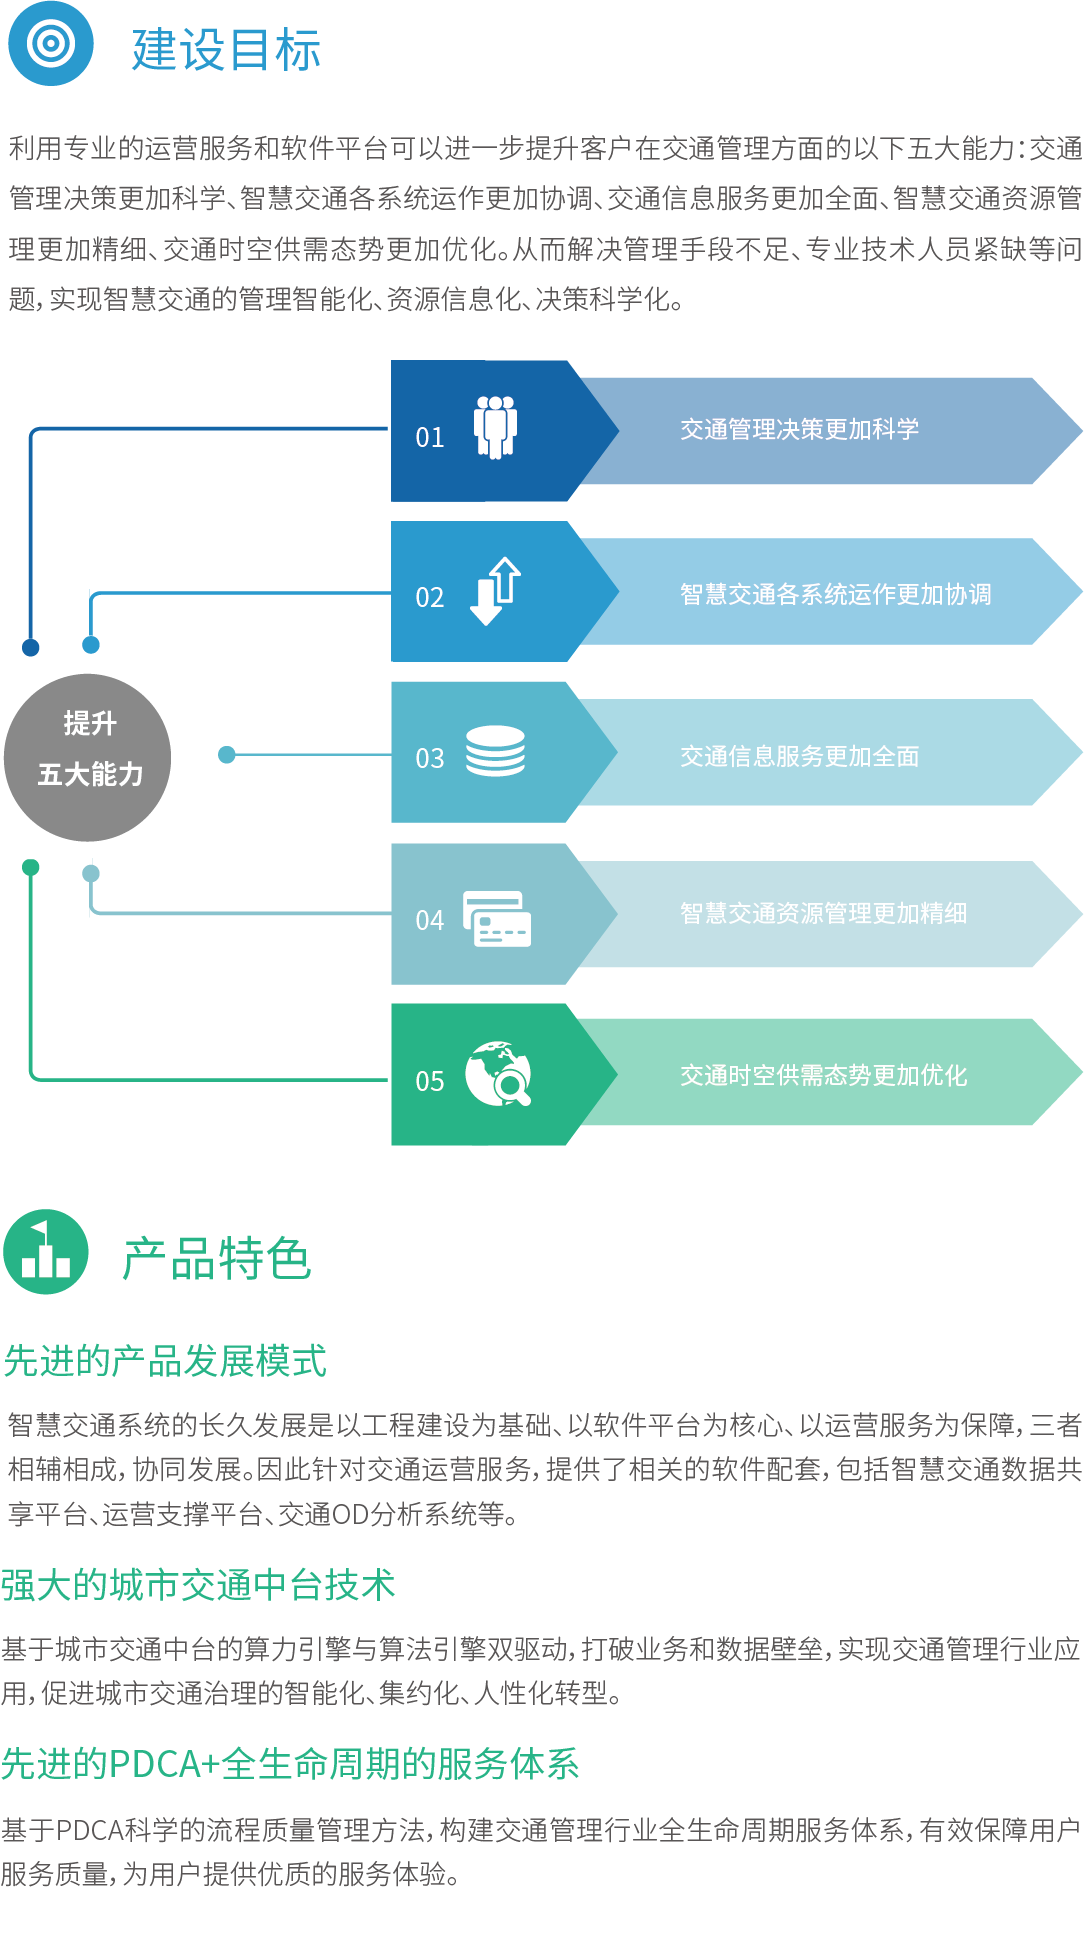 建设目标
利用专业的运营服务和软件平台可以进一步提升客户在交通管理方面的以下五大能力：交通
管理决策更加科学、智慧交通各系统运作更加协调、交通信息服务更加全面、智慧交通资源管
理更加精细、交通时空供需态势更加优化。从而解决管理手段不足、专业技术人员紧缺等问
题，实现智慧交通的管理智能化、资源信息化、决策科学化。
01
交通管理决策更加科学
02
智慧交通各系统运作更加协调
提升
五大能力
03
交通信息服务更加全面
04
智慧交通资源管理更加精细
05
交通时空供需态势更加优化
产品特色
先进的产品发展模式
智慧交通系统的长久发展是以工程建设为基础、以软件平台为核心、以运营服务为保障，三者
相辅相成，协同发展。因此针对交通运营服务，提供了相关的软件配套，包括智慧交通数据共
享平台、运营支撑平台、交通OD分析系统等。
强大的城市交通中台技术
基于城市交通中台的算力引擎与算法引擎双驱动，打破业务和数据壁垒，实现交通管理行业应
用，促进城市交通治理的智能化、集约化、人性化转型。
先进的PDCA+全生命周期的服务体系
基于PDCA科学的流程质量管理方法，构建交通管理行业全生命周期服务体系，有效保障用户
服务质量，为用户提供优质的服务体验。